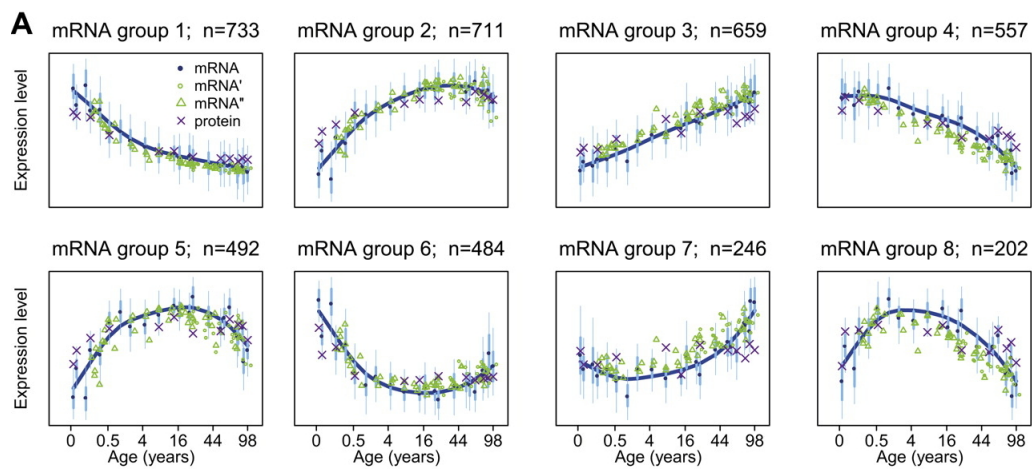 A
mRNA group 1; n=733
mRNA group 2; n=711
mRNA group 3; n=659
mRNA group 4; n=557
Expression level
mRNA
mRNA'
mRNA"
protein
mRNA group 5; n=492
mRNA group 6; n=484
mRNA group 7; n=246
mRNA group 8; n=202
Expression level
0 0.5 4 16 44 98
0 0.5 4 16 44 98
0 0.5 4 16 44 98
0 0.5 4 16 44 98
Age (years)
Age (years)
Age (years)
Age (years)